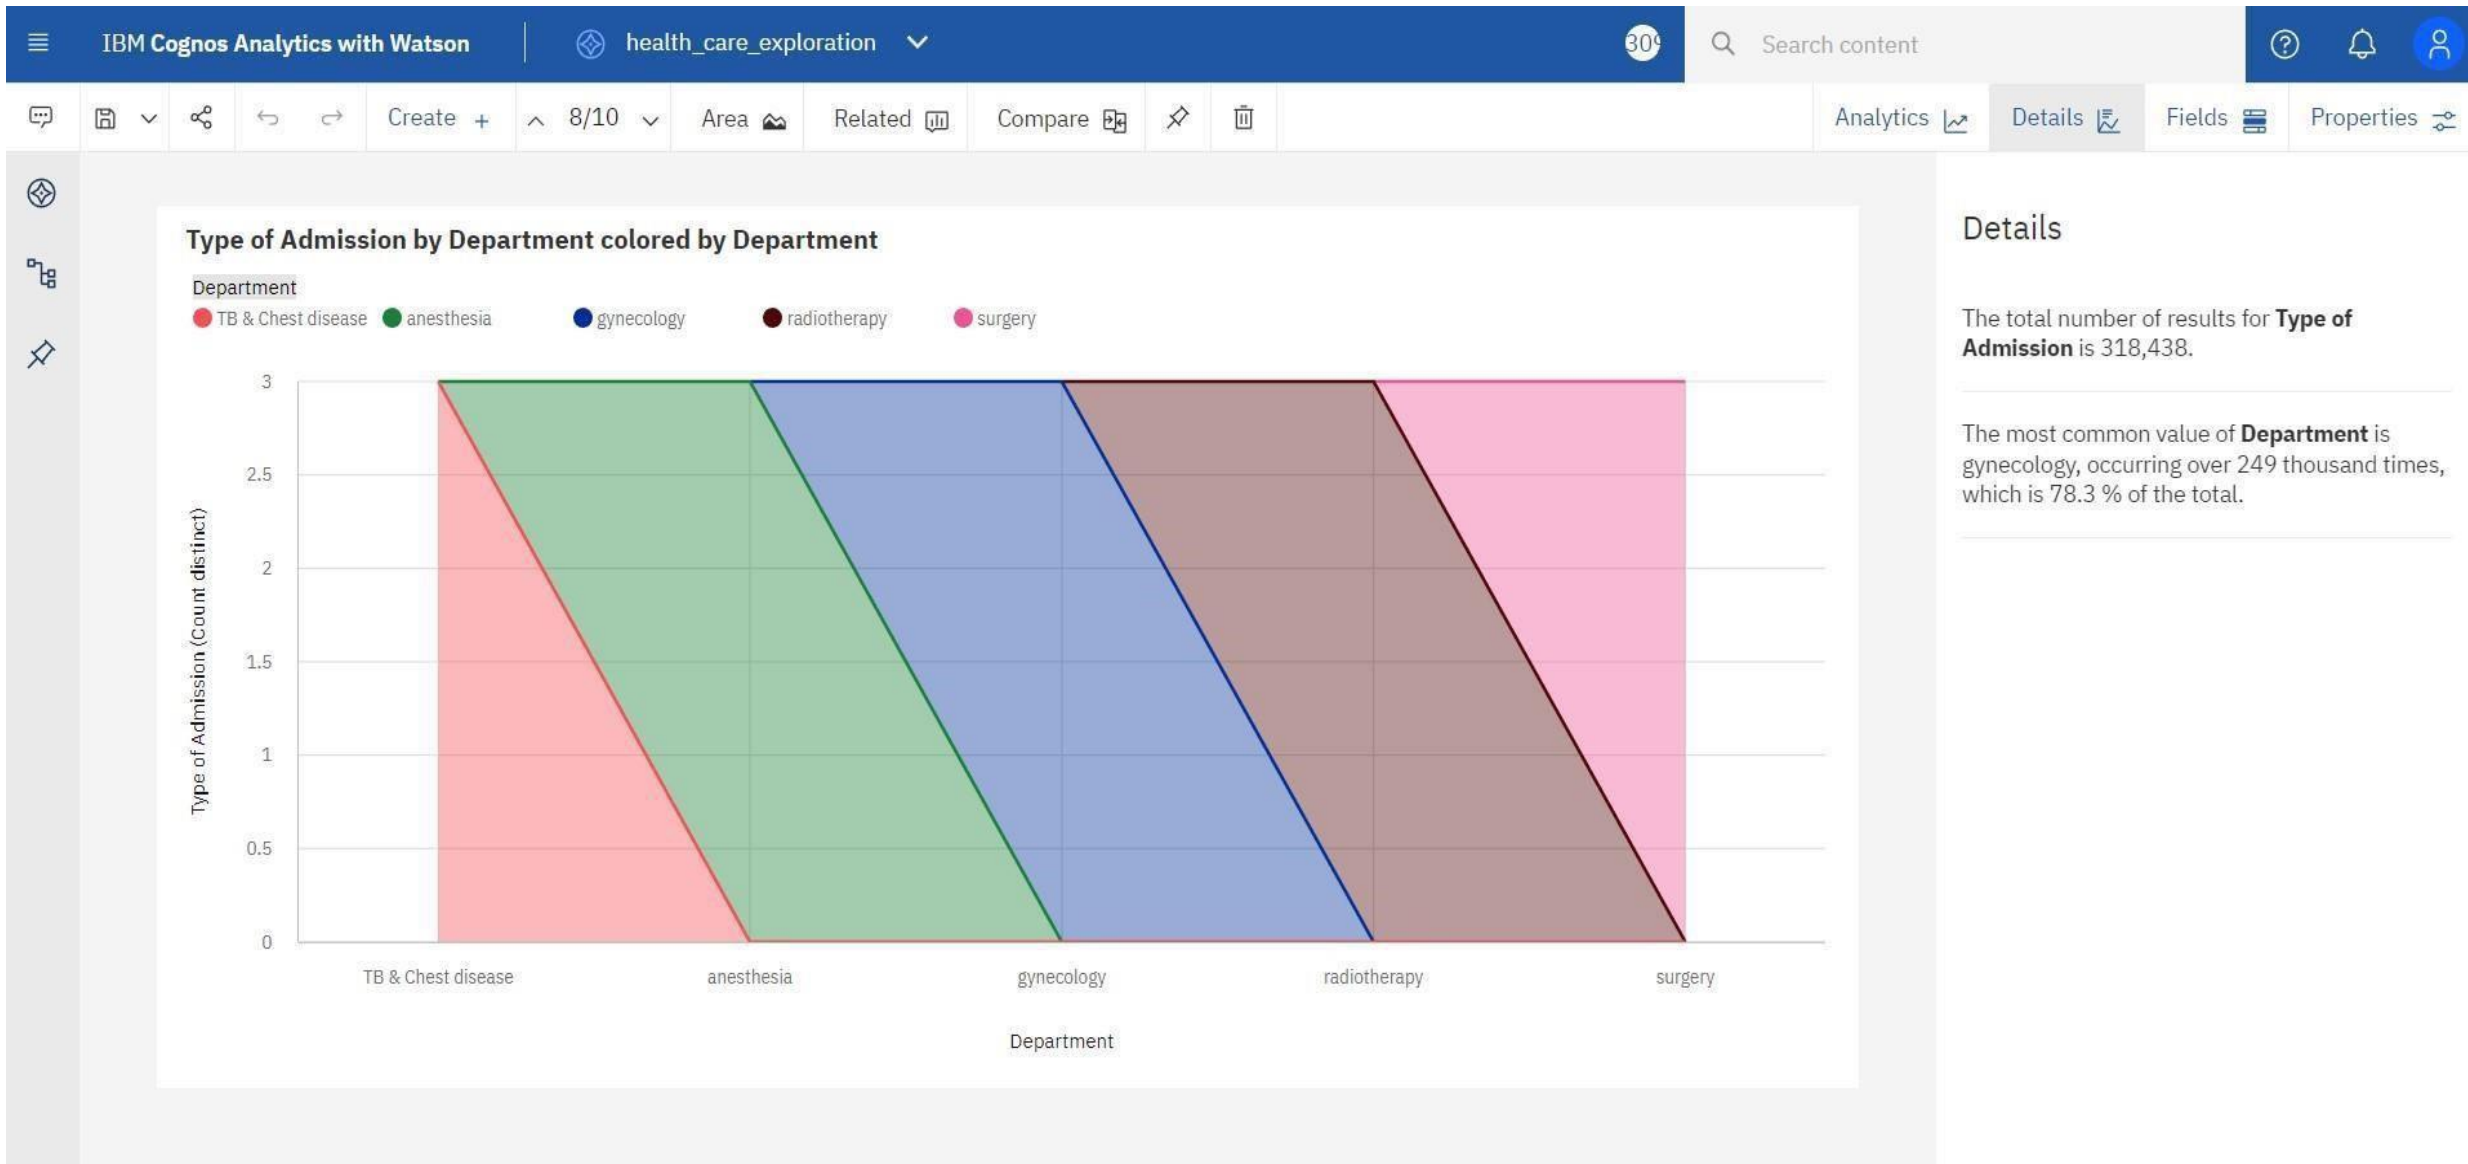 IBM Cognos Analytics with Watson
health_care_exploration
Search content
Create +
8/10
Area
Related
Compare
Analytics
Details
Fields
Properties
Type of Admission by Department colored by Department
Department
TB & Chest disease
anesthesia
gynecology
radiotherapy
surgery
Type of Admission (Count distinct)
3
2.5
2
1.5
1
0.5
0
TB & Chest disease
anesthesia
gynecology
radiotherapy
surgery
Department
Details
The total number of results for Type of
Admission is 318,438.
The most common value of Department is
gynecology, occurring over 249 thousand times,
which is 78.3 % of the total.